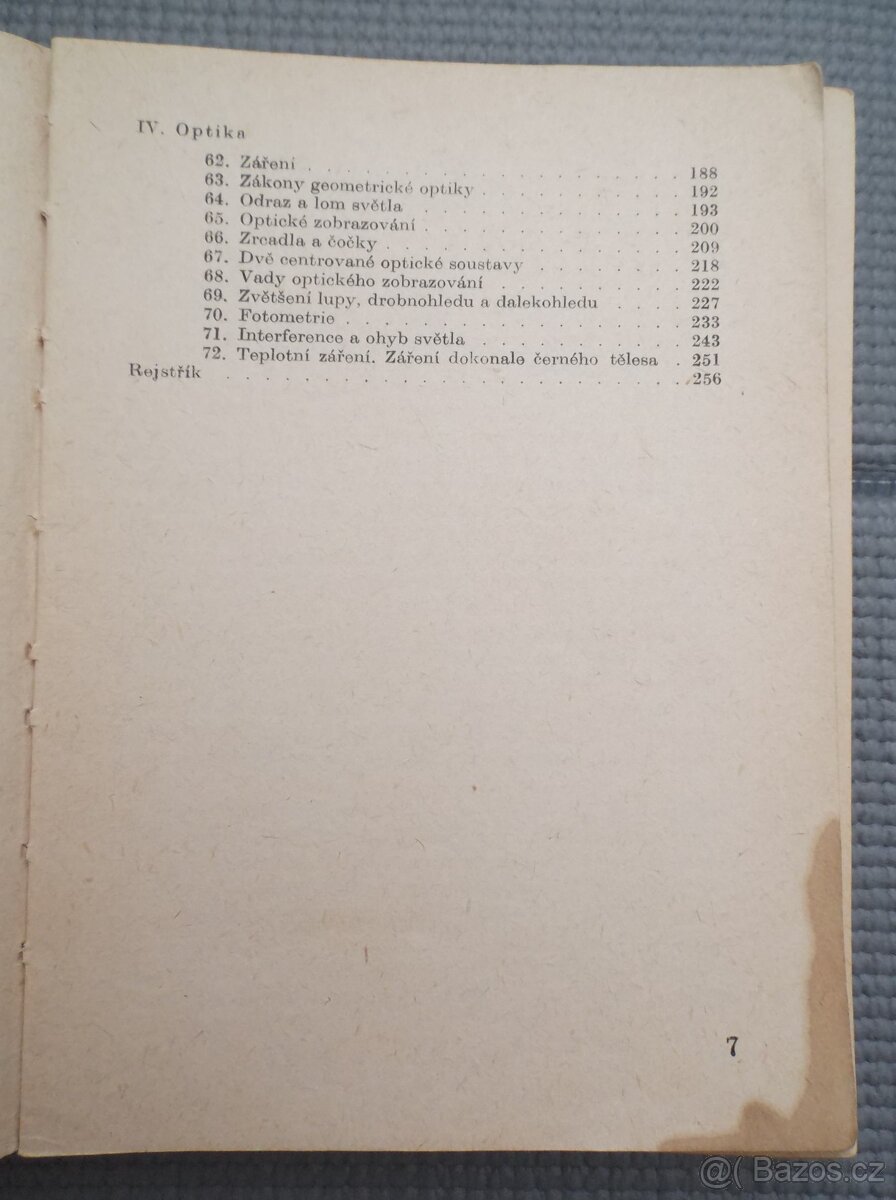 IV. Optika
62. Záření . . . . . . . . . . . . . . . . . . . . 188
63. Zákony geometrické optiky . . . . . . . . . . . 192
64. Odraz a lom světla . . . . . . . . . . . . . . 193
65. Optické zobrazování . . . . . . . . . . . . . . 200
66. Zrcadla a čočky . . . . . . . . . . . . . . . . 209
67. Dvě centrované optické soustavy . . . . . . . . 218
68. Vady optického zobrazování . . . . . . . . . . 222
69. Zvětšení lupy, drobnohledu a dalekohledu . . . . 227
70. Fotometrie . . . . . . . . . . . . . . . . . . 233
71. Interference a ohyb světla . . . . . . . . . . . 243
72. Teplotní záření. Záření dokonale černého tělesa . 251
Rejstřík . . . . . . . . . . . . . . . . . . . . . . 256
7
@( Bazos.cz